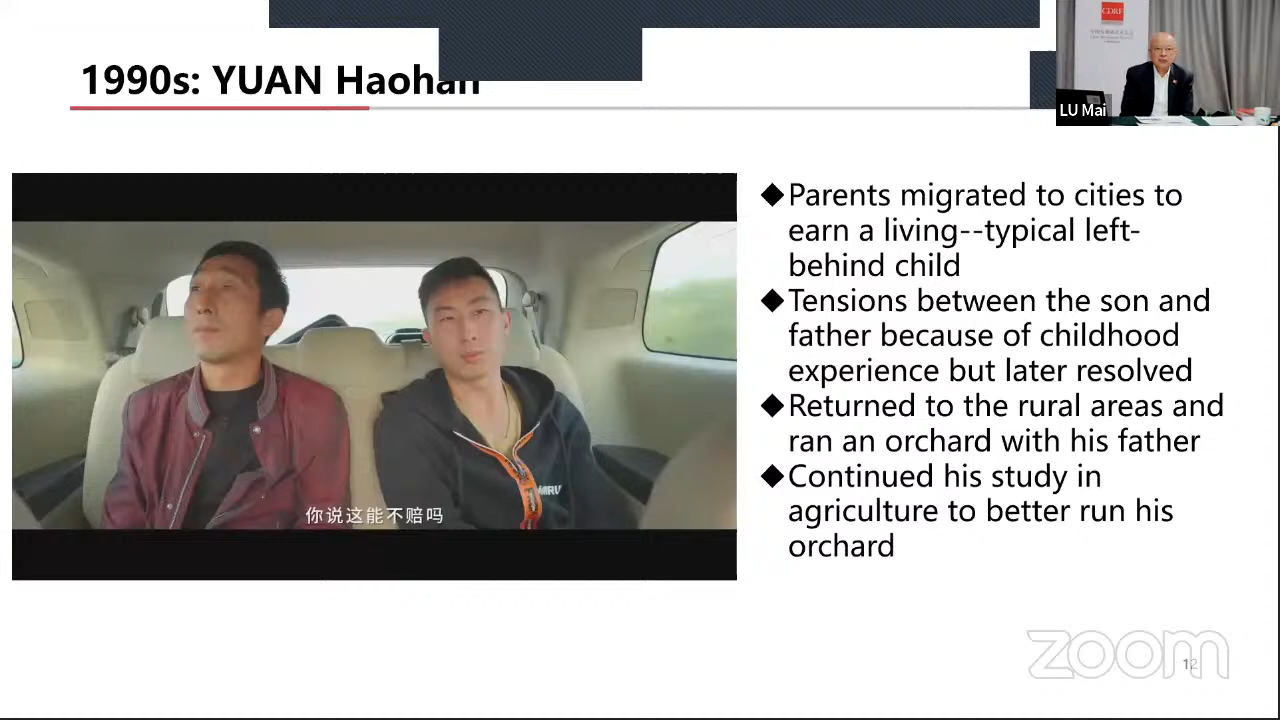 1990s: YUAN Haohan
CDRF
LU Mai
Parents migrated to cities to
earn a living--typical left-
behind child
Tensions between the son and
father because of childhood
experience but later resolved
Returned to the rural areas and
ran an orchard with his father
Continued his study in
agriculture to better run his
orchard
你说这能不赔吗
zoom
12